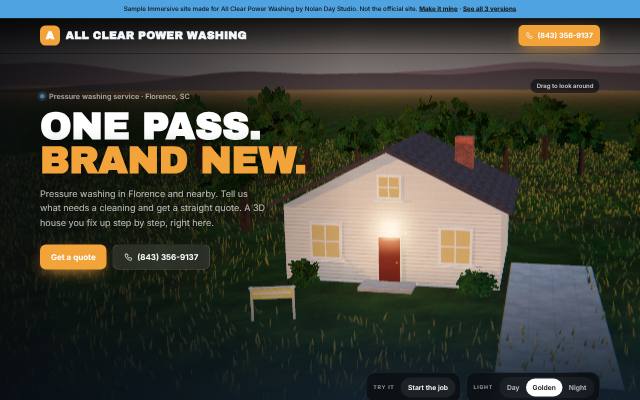 Sample Immersive site made for All Clear Power Washing by Nolan Day Studio. Not the official site. Make it mine · See all 3 versions
A ALL CLEAR POWER WASHING
(843) 356-9137
Drag to look around
Pressure washing service · Florence, SC
ONE PASS.
BRAND NEW.
Pressure washing in Florence and nearby. Tell us
what needs a cleaning and get a straight quote. A 3D
house you fix up step by step, right here.
Get a quote
(843) 356-9137
TRY IT Start the job
LIGHT Day Golden Night